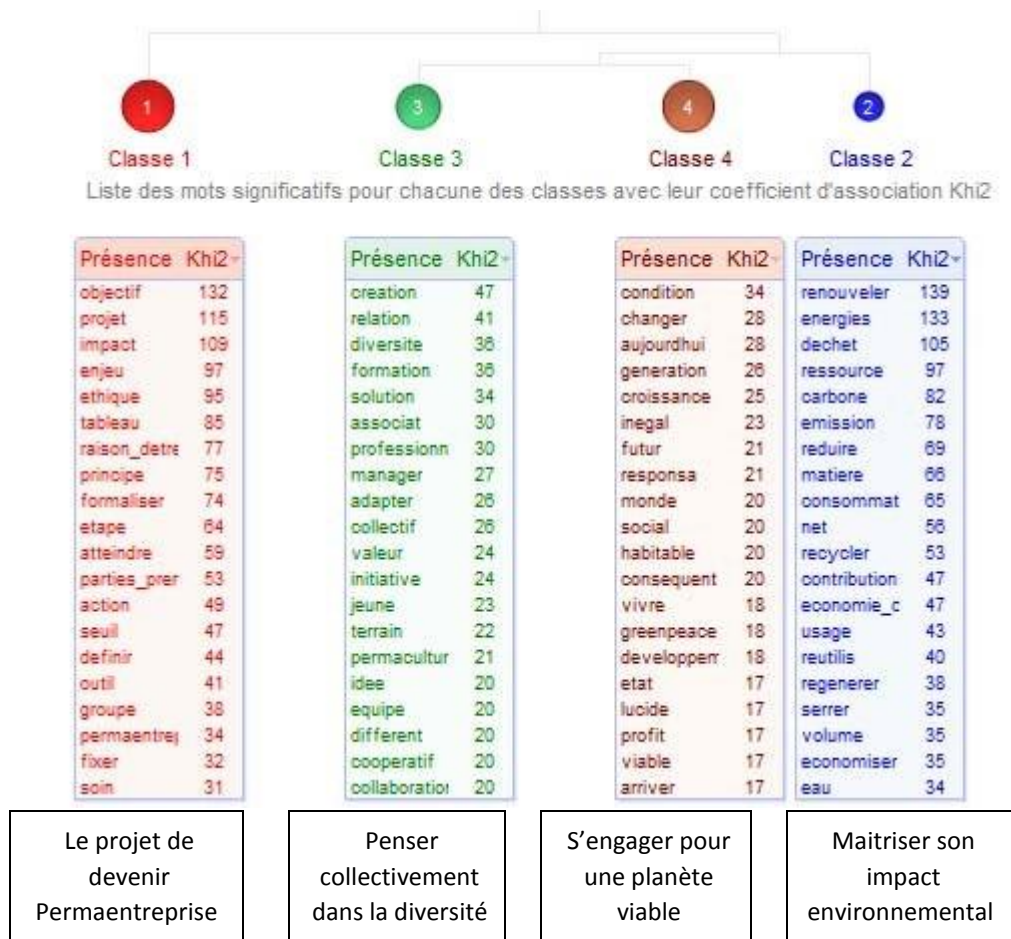 1 3 4 2
Classe 1 Classe 3 Classe 4 Classe 2
Liste des mots significatifs pour chacune des classes avec leur coefficient d'association Khi2
Présence Khi2
objectif 132
projet 115
impact 109
enjeu 97
ethique 95
tableau 85
raison_detre 77
principe 75
formaliser 74
etape 64
atteindre 59
parties_pren 53
action 49
seuil 47
definir 44
outil 41
groupe 38
permaentrep 34
fixer 32
soin 31
Le projet de
devenir
Permaentreprise
Présence Khi2
creation 47
relation 41
diversite 36
formation 36
solution 34
associat 30
professionn 30
manager 27
adapter 26
collectif 26
valeur 24
initiative 24
jeune 23
terrain 22
permacultur 21
idee 20
equipe 20
different 20
cooperatif 20
collaboration 20
Penser
collectivement
dans la diversité
Présence Khi2
condition 34
changer 28
aujourdhui 28
generation 26
croissance 25
inegal 23
futur 21
responsa 21
monde 20
social 20
habitable 20
consequent 20
vivre 18
greenpeace 18
developpem 18
etat 17
lucide 17
profit 17
viable 17
arriver 17
S'engager pour
une planète
viable
Présence Khi2
renouveler 139
energies 133
dechet 105
ressource 97
carbone 82
emission 78
reduire 69
matiere 66
consommat 65
net 56
recycler 53
contribution 47
economie_c 47
usage 43
reutilis 40
regenerer 38
serrer 35
volume 35
economiser 35
eau 34
Maitriser son
impact
environnemental